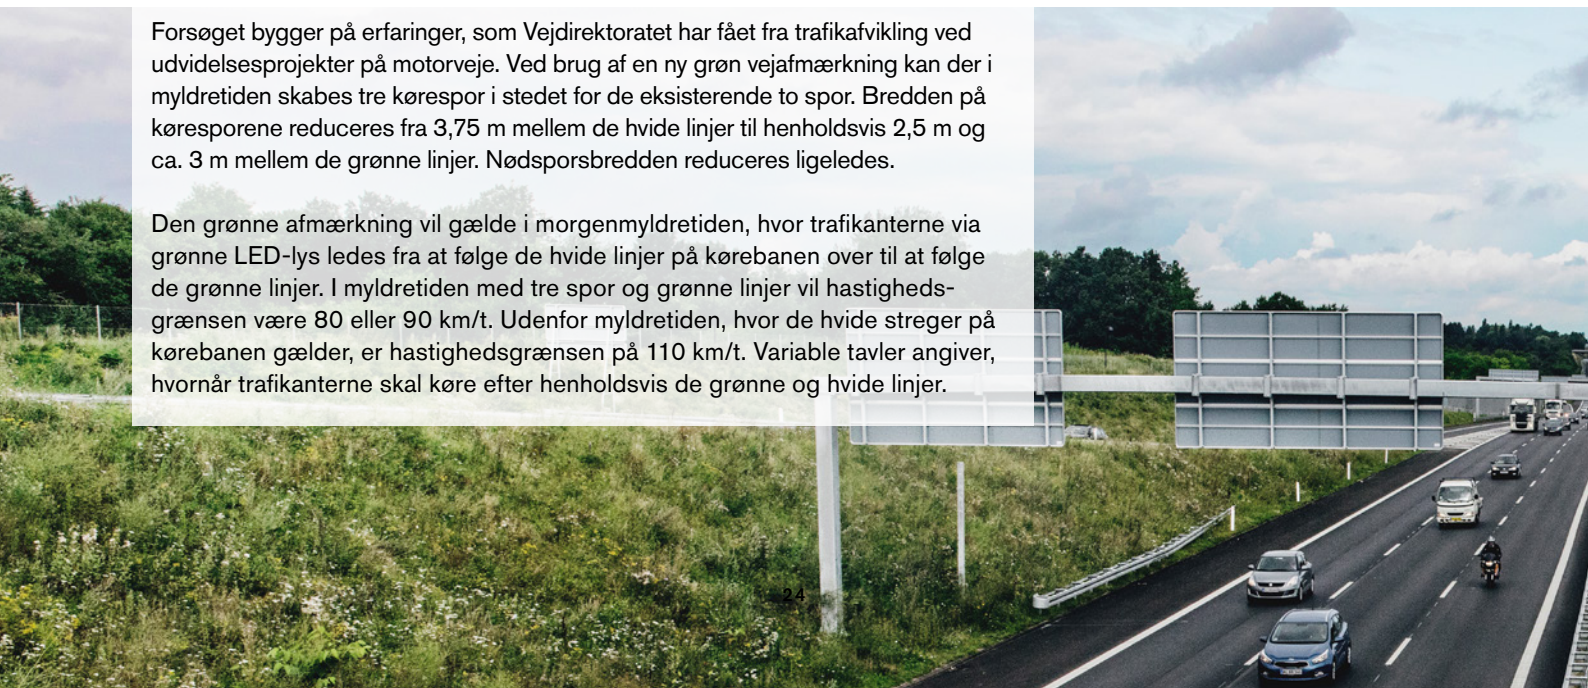 Forsøget bygger på erfaringer, som Vejdirektoratet har fået fra trafikafvikling ved
udvidelsesprojekter på motorveje. Ved brug af en ny grøn vejafmærkning kan der i
myldretiden skabes tre kørespor i stedet for de eksisterende to spor. Bredden på
køresporene reduceres fra 3,75 m mellem de hvide linjer til henholdsvis 2,5 m og
ca. 3 m mellem de grønne linjer. Nødsporsbredden reduceres ligeledes.
Den grønne afmærkning vil gælde i morgenmyldretiden, hvor trafikanterne via
grønne LED-lys ledes fra at følge de hvide linjer på kørebanen over til at følge
de grønne linjer. I myldretiden med tre spor og grønne linjer vil hastigheds-
grænsen være 80 eller 90 km/t. Udenfor myldretiden, hvor de hvide streger på
kørebanen gælder, er hastighedsgrænsen på 110 km/t. Variable tavler angiver,
hvornår trafikanterne skal køre efter henholdsvis de grønne og hvide linjer.
24